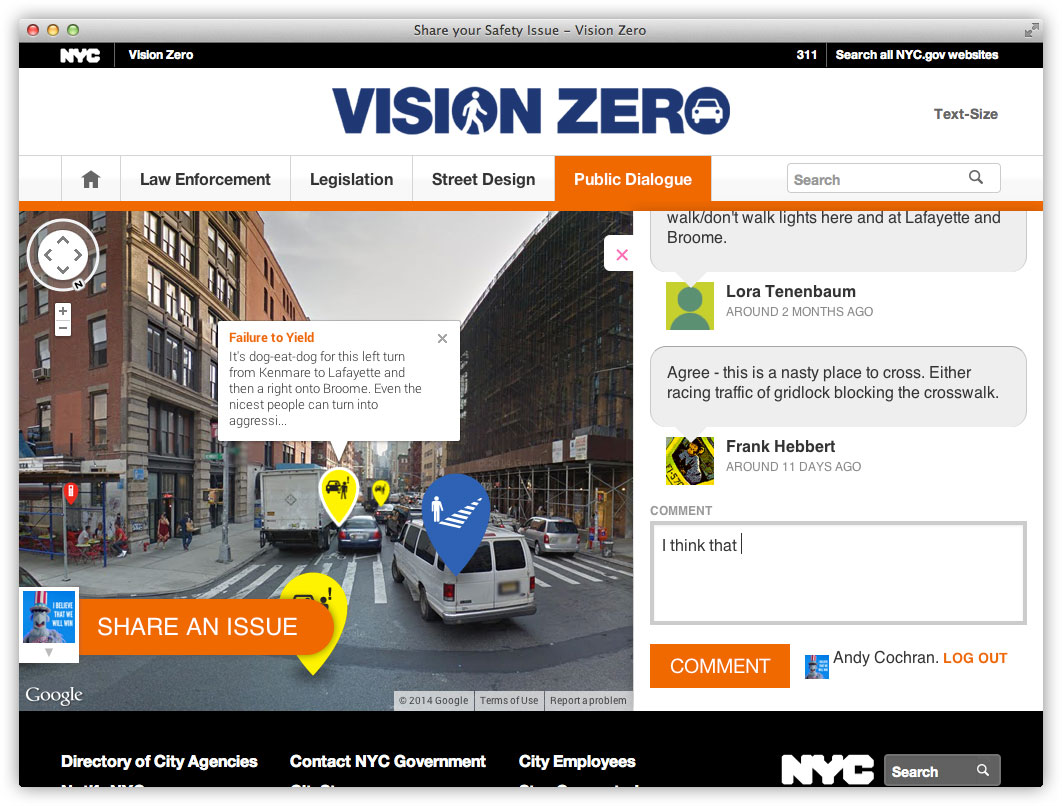 Share your Safety Issue – Vision Zero
NYC
Vision Zero
311
Search all NYC.gov websites
VISION ZERO
Text-Size
Law Enforcement
Legislation
Street Design
Public Dialogue
Search
N
+
−
Failure to Yield
It's dog-eat-dog for this left turn
from Kenmare to Lafayette and
then a right onto Broome. Even the
nicest people can turn into
aggressi...
I BELIEVE
THAT WE
WILL WIN
SHARE AN ISSUE
Google
© 2014 Google
Terms of Use
Report a problem
walk/don't walk lights here and at Lafayette and
Broome.
Lora Tenenbaum
AROUND 2 MONTHS AGO
Agree - this is a nasty place to cross. Either
racing traffic of gridlock blocking the crosswalk.
Frank Hebbert
AROUND 11 DAYS AGO
COMMENT
I think that
COMMENT
Andy Cochran. LOG OUT
Directory of City Agencies
Contact NYC Government
City Employees
NYC
Search